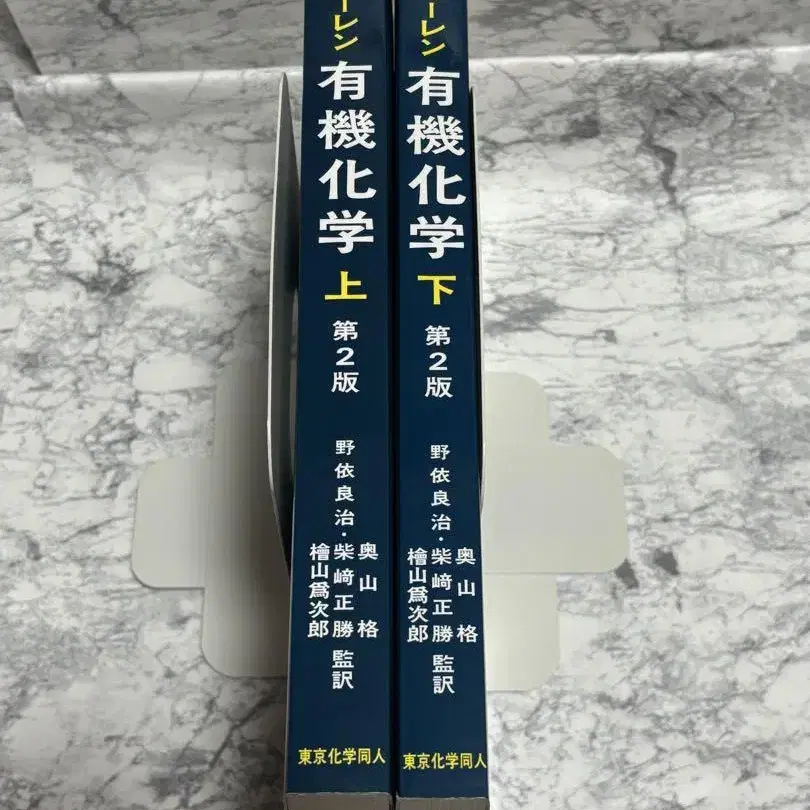 ーレン
有機化学 上
第2版
野依良治・
奥山格
柴﨑正勝
檜山爲次郎
監訳
東京化学同人
ーレン
有機化学 下
第2版
野依良治・
奥山格
柴﨑正勝
檜山爲次郎
監訳
東京化学同人